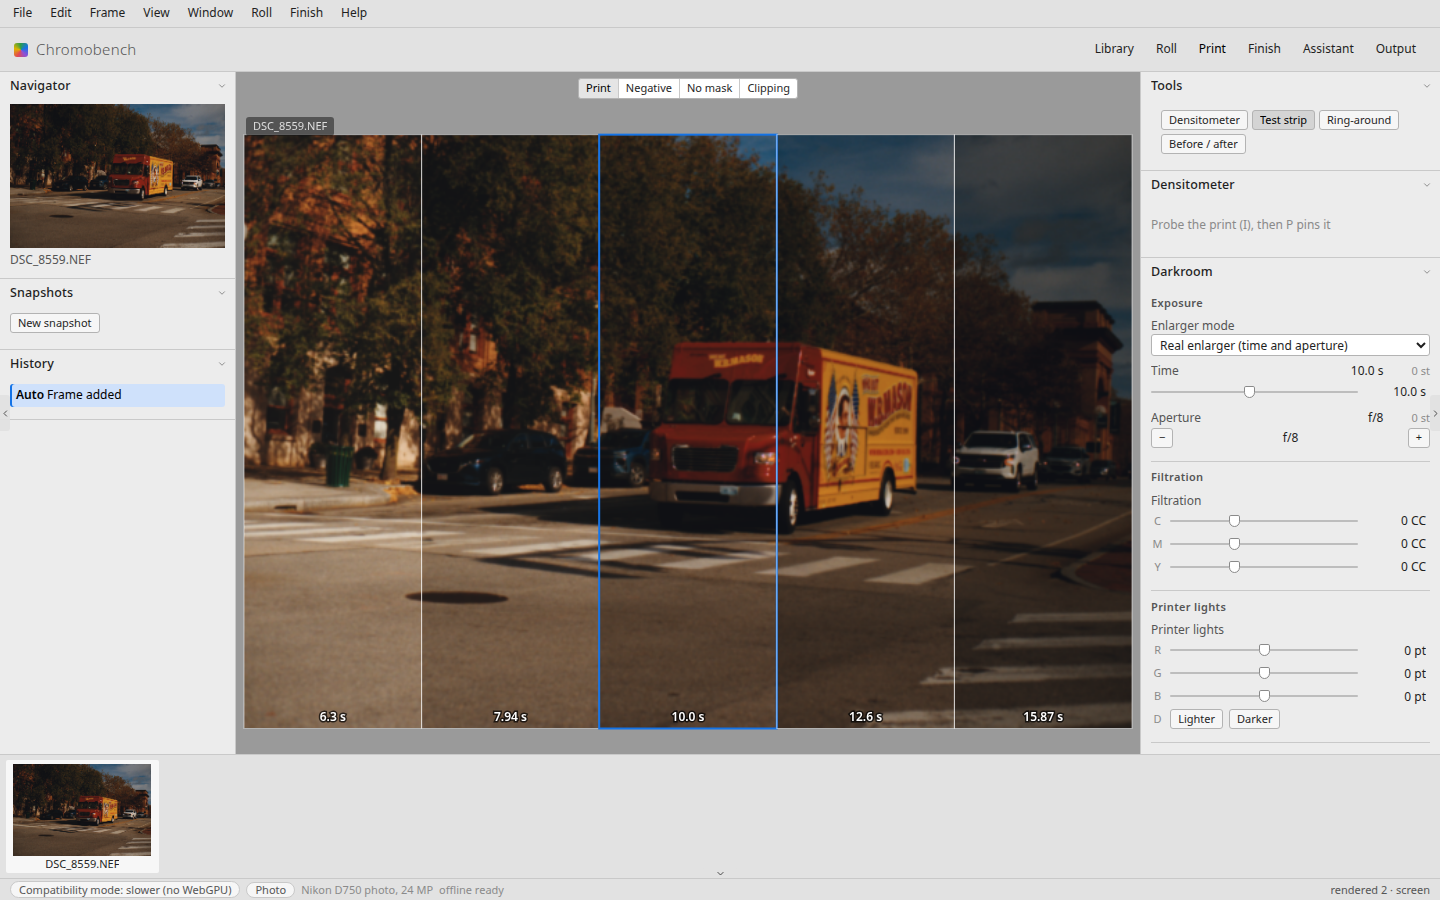 File Edit Frame View Window Roll Finish Help
Chromobench
Library Roll Print Finish Assistant Output
Navigator
DSC_8559.NEF
Snapshots
New snapshot
History
Auto Frame added
Print Negative No mask Clipping
DSC_8559.NEF
6.3 s 7.94 s 10.0 s 12.6 s 15.87 s
Tools
Densitometer Test strip Ring-around
Before / after
Densitometer
Probe the print (I), then P pins it
Darkroom
Exposure
Enlarger mode
Real enlarger (time and aperture)
Time 10.0 s 0 st
10.0 s
Aperture f/8 0 st
− f/8 +
Filtration
Filtration
C 0 CC
M 0 CC
Y 0 CC
Printer lights
Printer lights
R 0 pt
G 0 pt
B 0 pt
D Lighter Darker
DSC_8559.NEF
Compatibility mode: slower (no WebGPU) Photo Nikon D750 photo, 24 MP offline ready
rendered 2 · screen